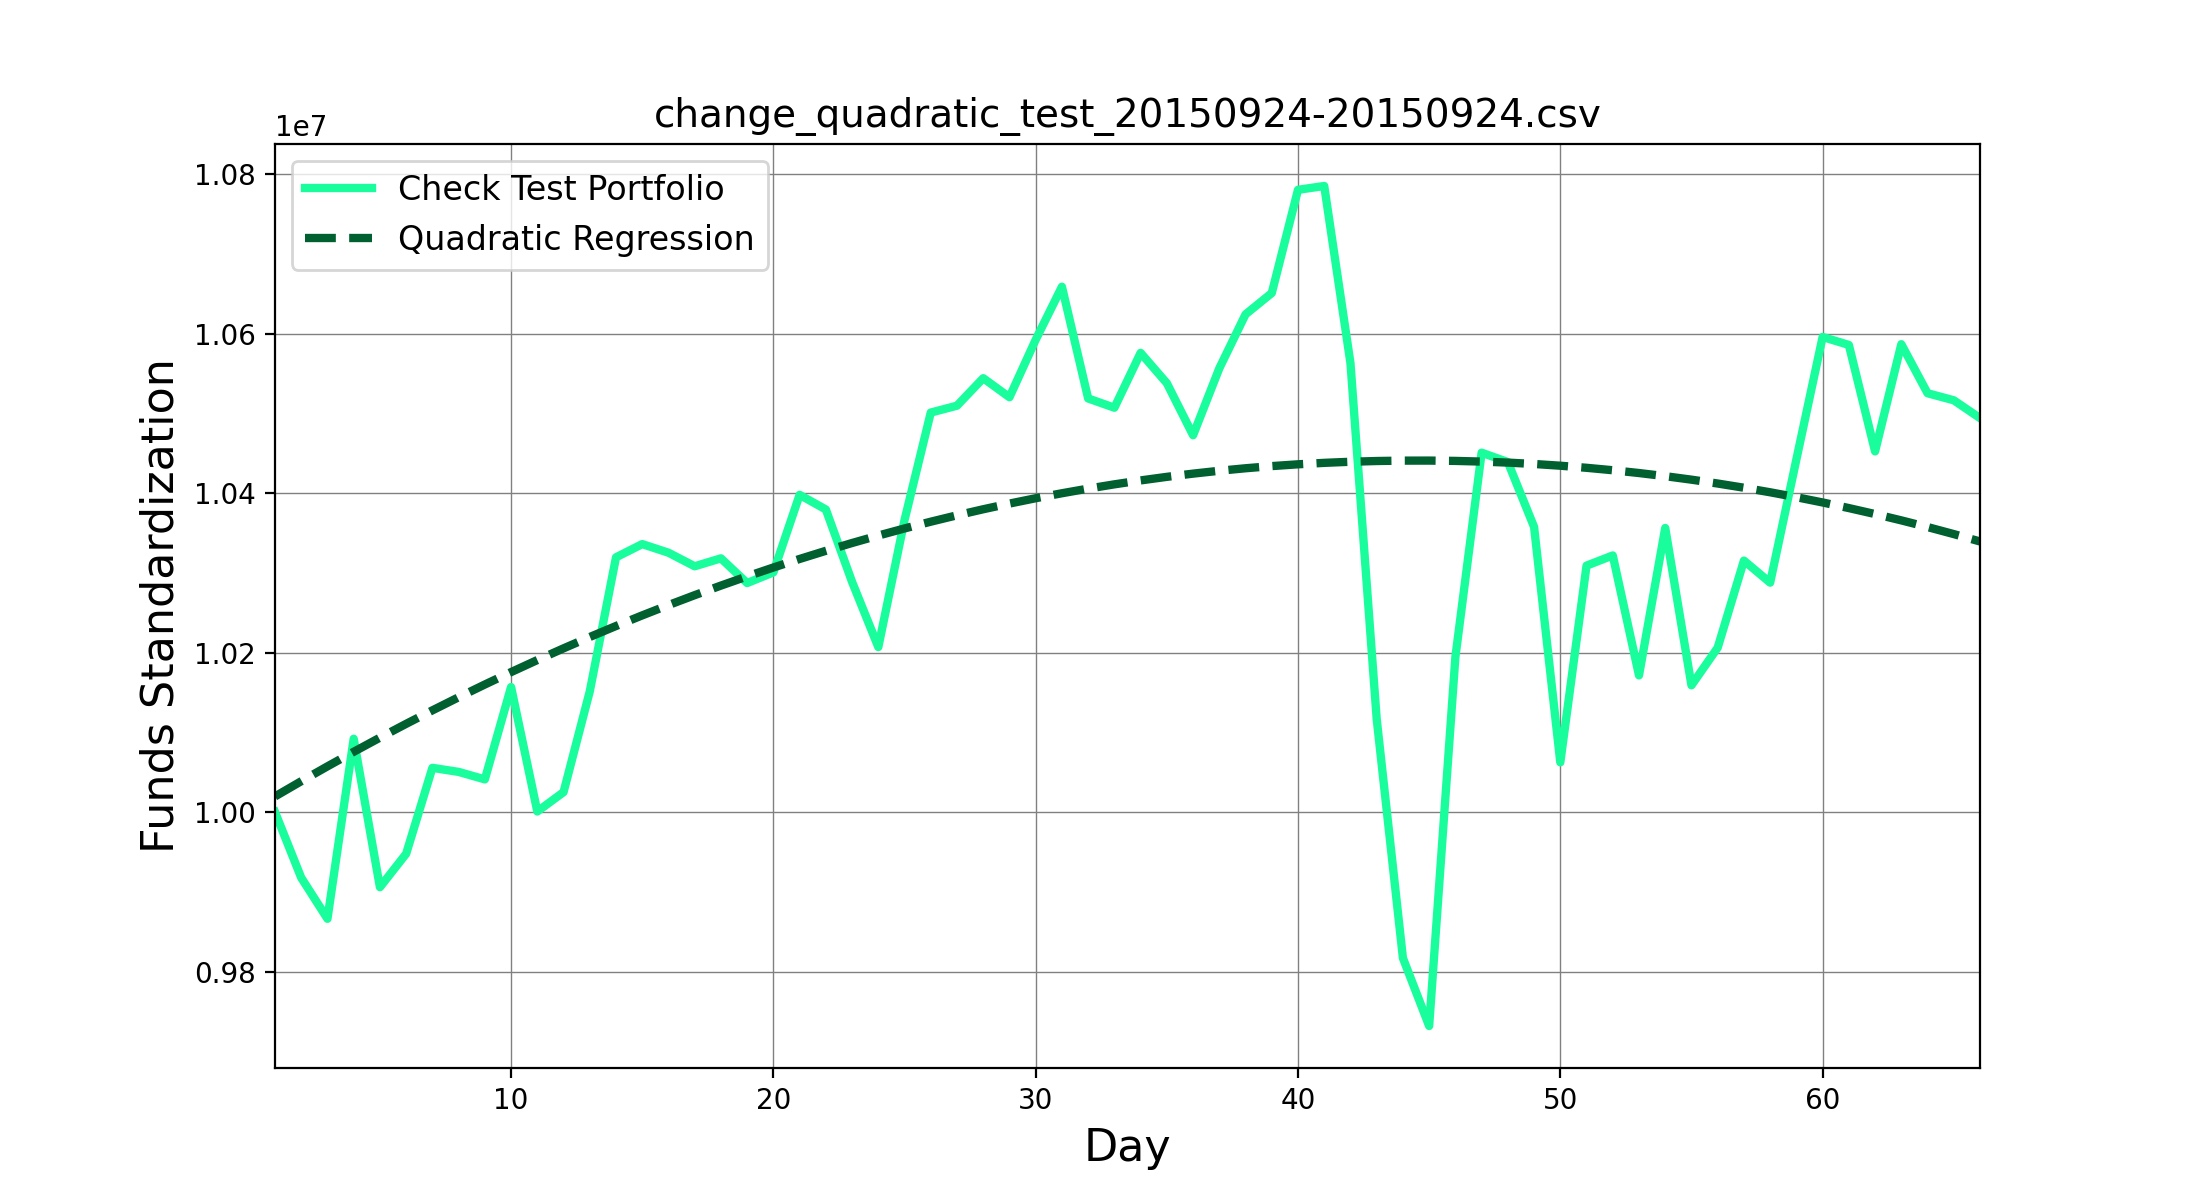 change_quadratic_test_20150924-20150924.csv
1e7
Check Test Portfolio
Quadratic Regression
1.08
1.06
1.04
1.02
1.00
0.98
Funds Standardization
10 20 30 40 50 60
Day